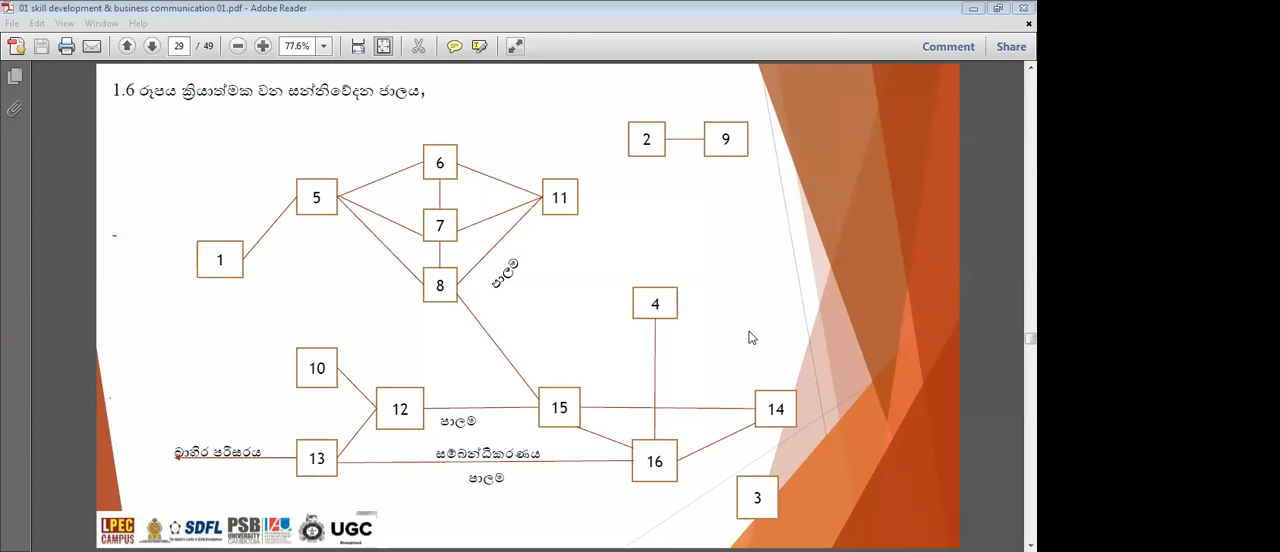 01 skill development & business communication 01.pdf - Adobe Reader
File Edit View Window Help
29 / 49 77.6% Comment Share
1.6 රූපය ක්‍රියාත්මක වන සන්නිවේදන ජාලය,
2 9
6
5 11
7
1
8 පාලම
4
10
12 15 14
පාලම
බාහිර පරිසරය 13 සම්බන්ධීකරණය 16
පාලම
3
LPEC CAMPUS SDFL PSB UNIVERSITY CAMBODIA UGC